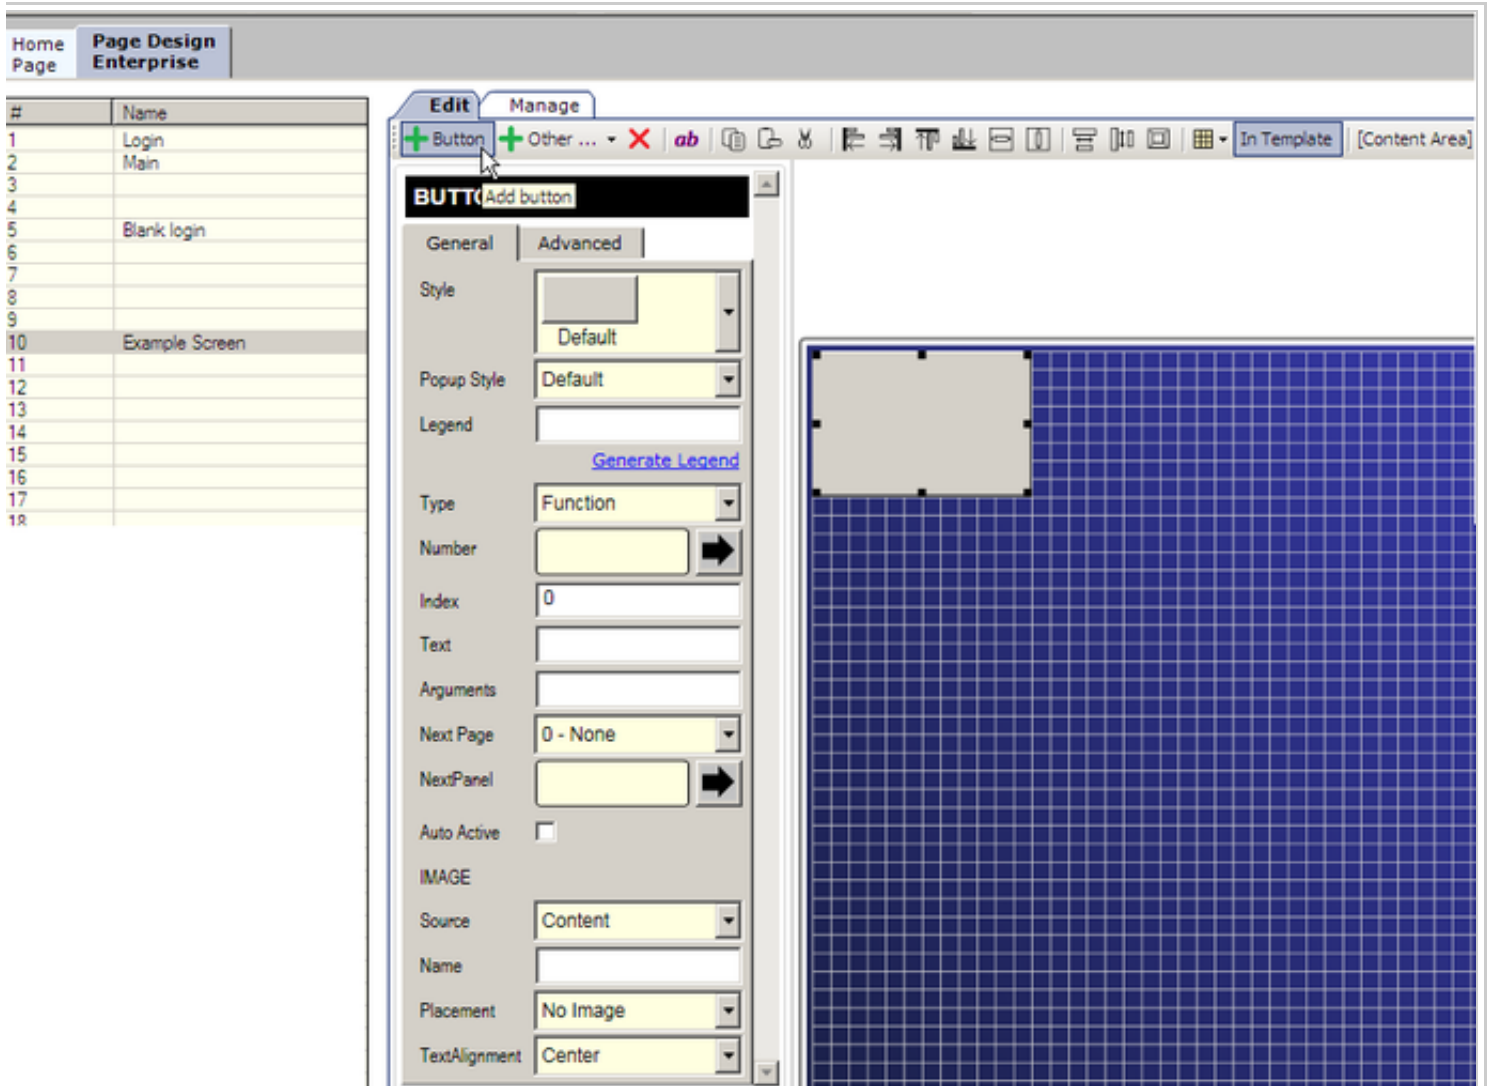 Home
Page
Page Design
Enterprise
# Name
1 Login
2 Main
3
4
5 Blank login
6
7
8
9
10 Example Screen
11
12
13
14
15
16
17
18
Edit Manage
Button Other ... ab In Template [Content Area]
Add button
General Advanced
Style
Default
Popup Style Default
Legend
Generate Legend
Type Function
Number
Index 0
Text
Arguments
Next Page 0 - None
NextPanel
Auto Active
IMAGE
Source Content
Name
Placement No Image
TextAlignment Center